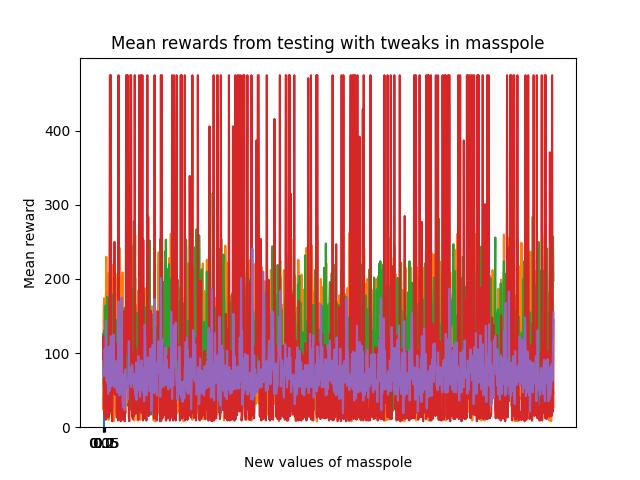 Mean rewards from testing with tweaks in masspole
400
300
200
100
0
Mean reward
New values of masspole